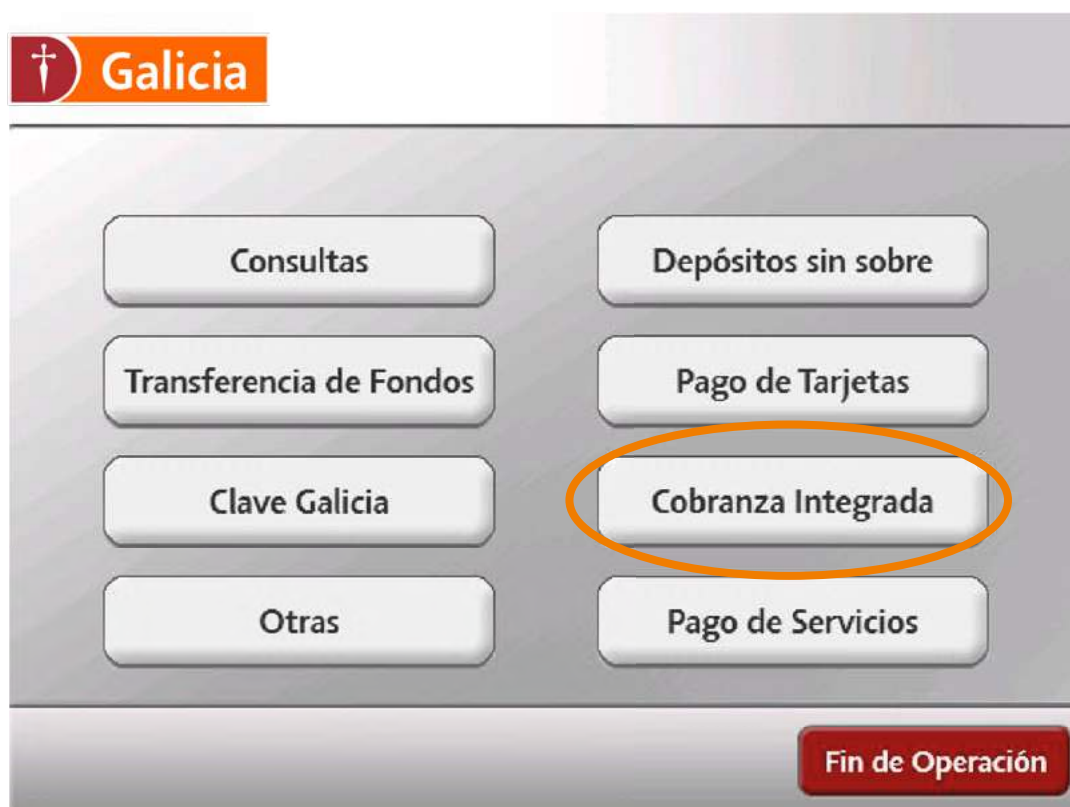 Galicia
Consultas
Depósitos sin sobre
Transferencia de Fondos
Pago de Tarjetas
Clave Galicia
Cobranza Integrada
Otras
Pago de Servicios
Fin de Operación